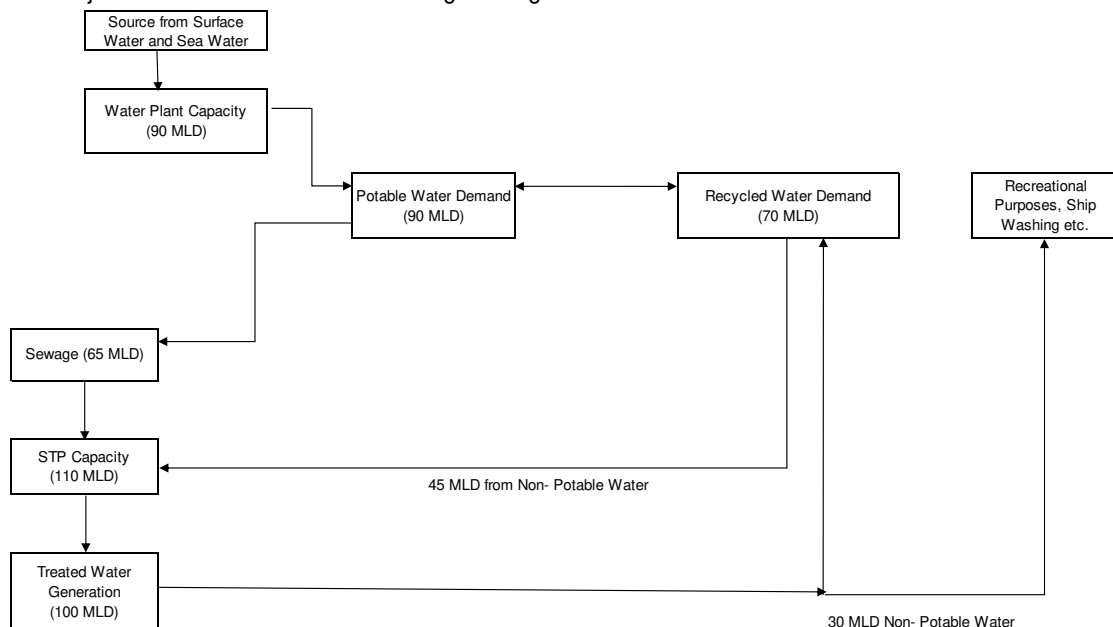 Source from Surface
Water and Sea Water
Water Plant Capacity
(90 MLD)
Potable Water Demand
(90 MLD)
Recycled Water Demand
(70 MLD)
Recreational
Purposes, Ship
Washing etc.
Sewage (65 MLD)
STP Capacity
(110 MLD)
45 MLD from Non- Potable Water
Treated Water
Generation
(100 MLD)
30 MLD Non- Potable Water